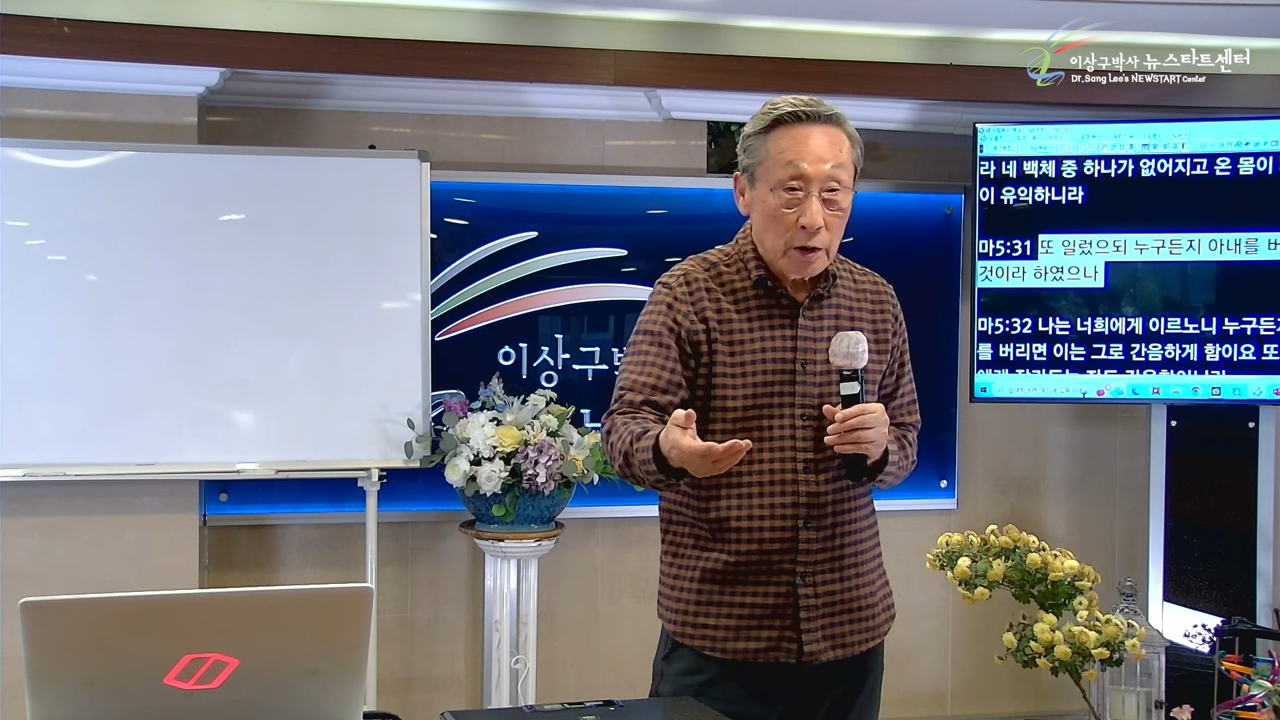 이상구박사 뉴스타트센터
Dr. Sang Lee's NEWSTART Center
라 네 백체 중 하나가 없어지고 온 몸이
이 유익하니라
마5:31 또 일렀으되 누구든지 아내를 버
것이라 하였으나
마5:32 나는 너희에게 이르노니 누구든지
를 버리면 이는 그로 간음하게 함이요 또
이상구